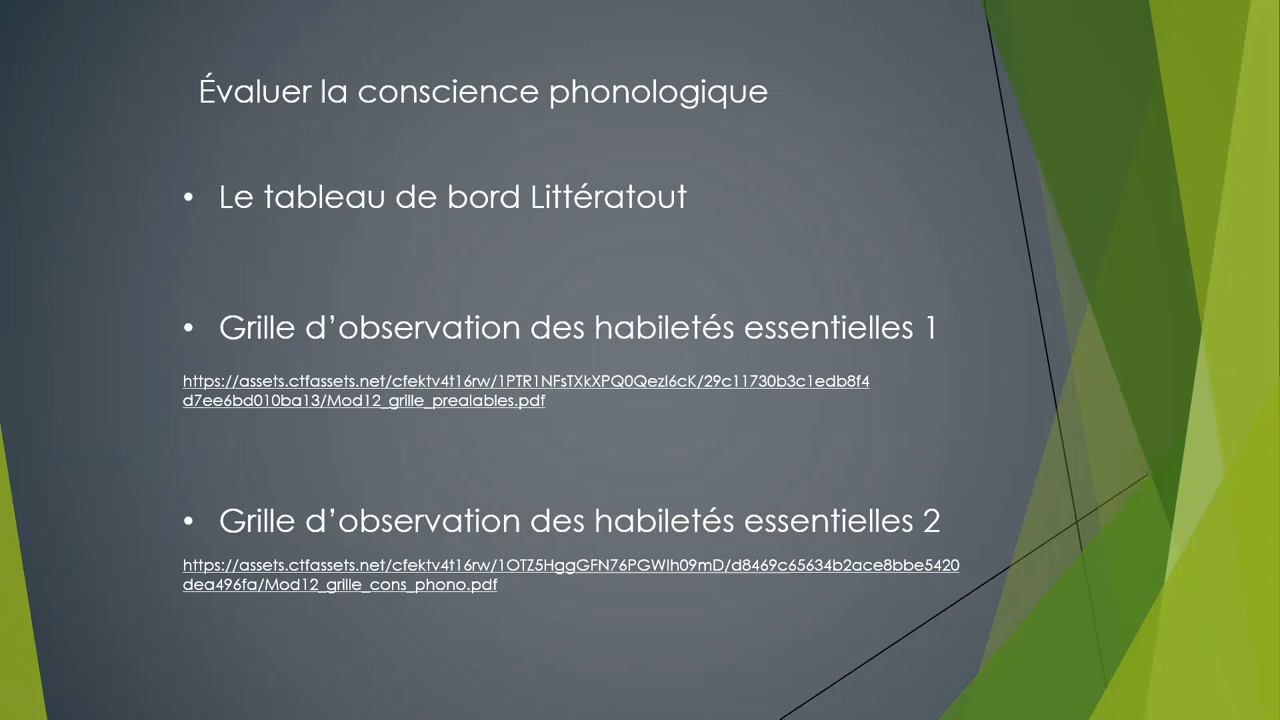 Évaluer la conscience phonologique
• Le tableau de bord Littératout
• Grille d’observation des habiletés essentielles 1
https://assets.ctfassets.net/cfektv4t16rw/1PTR1NFsTXkXPQ0QezI6cK/29c11730b3c1edb8f4
d7ee6bd010ba13/Mod12_grille_prealables.pdf
• Grille d’observation des habiletés essentielles 2
https://assets.ctfassets.net/cfektv4t16rw/1OTZ5HggGFN76PGWIh09mD/d8469c65634b2ace8bbe5420
dea496fa/Mod12_grille_cons_phono.pdf